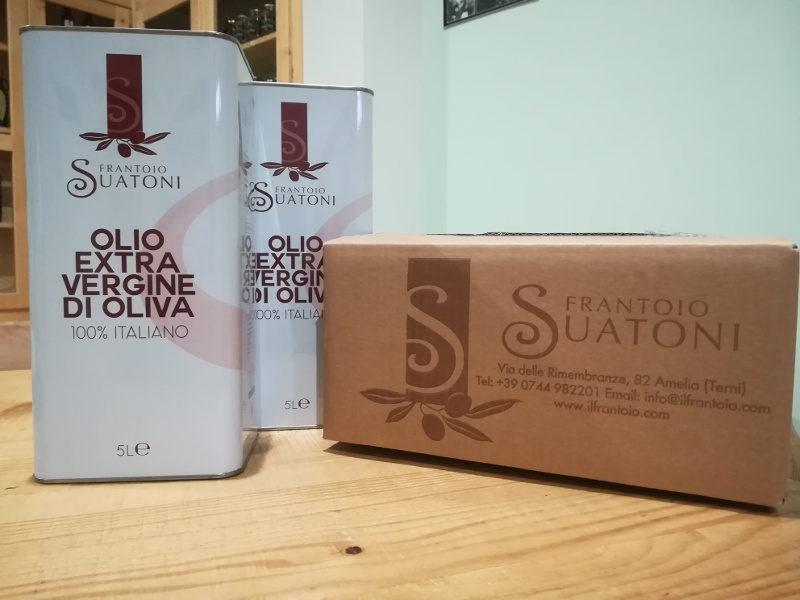 S
FRANTOIO
SUATONI
OLIO
EXTRA
VERGINE
DI OLIVA
100% ITALIANO
5L℮
S
FRANTOIO
SUATONI
OLIO
EXTRA
VERGINE
DI OLIVA
100% ITALIANO
5L℮
S
FRANTOIO
SUATONI
Via delle Rimembranze, 82 Amelia (Terni)
Tel: +39 0744 982201 Email: info@ilfrantoio.com
www.ilfrantoio.com